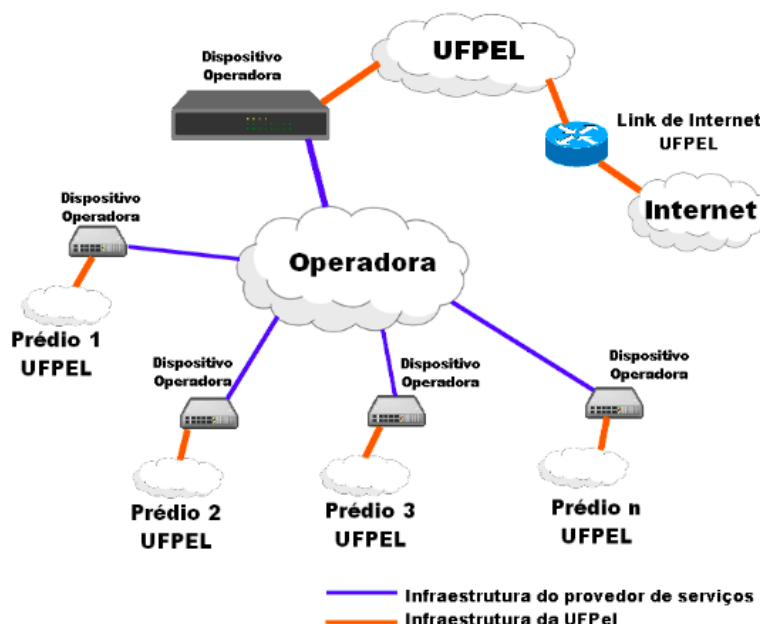 Dispositivo
Operadora
UFPEL
Link de Internet
UFPEL
Internet
Dispositivo
Operadora
Operadora
Prédio 1
UFPEL
Dispositivo
Operadora
Dispositivo
Operadora
Dispositivo
Operadora
Prédio 2
UFPEL
Prédio 3
UFPEL
Prédio n
UFPEL
Infraestrutura do provedor de serviços
Infraestrutura da UFPel